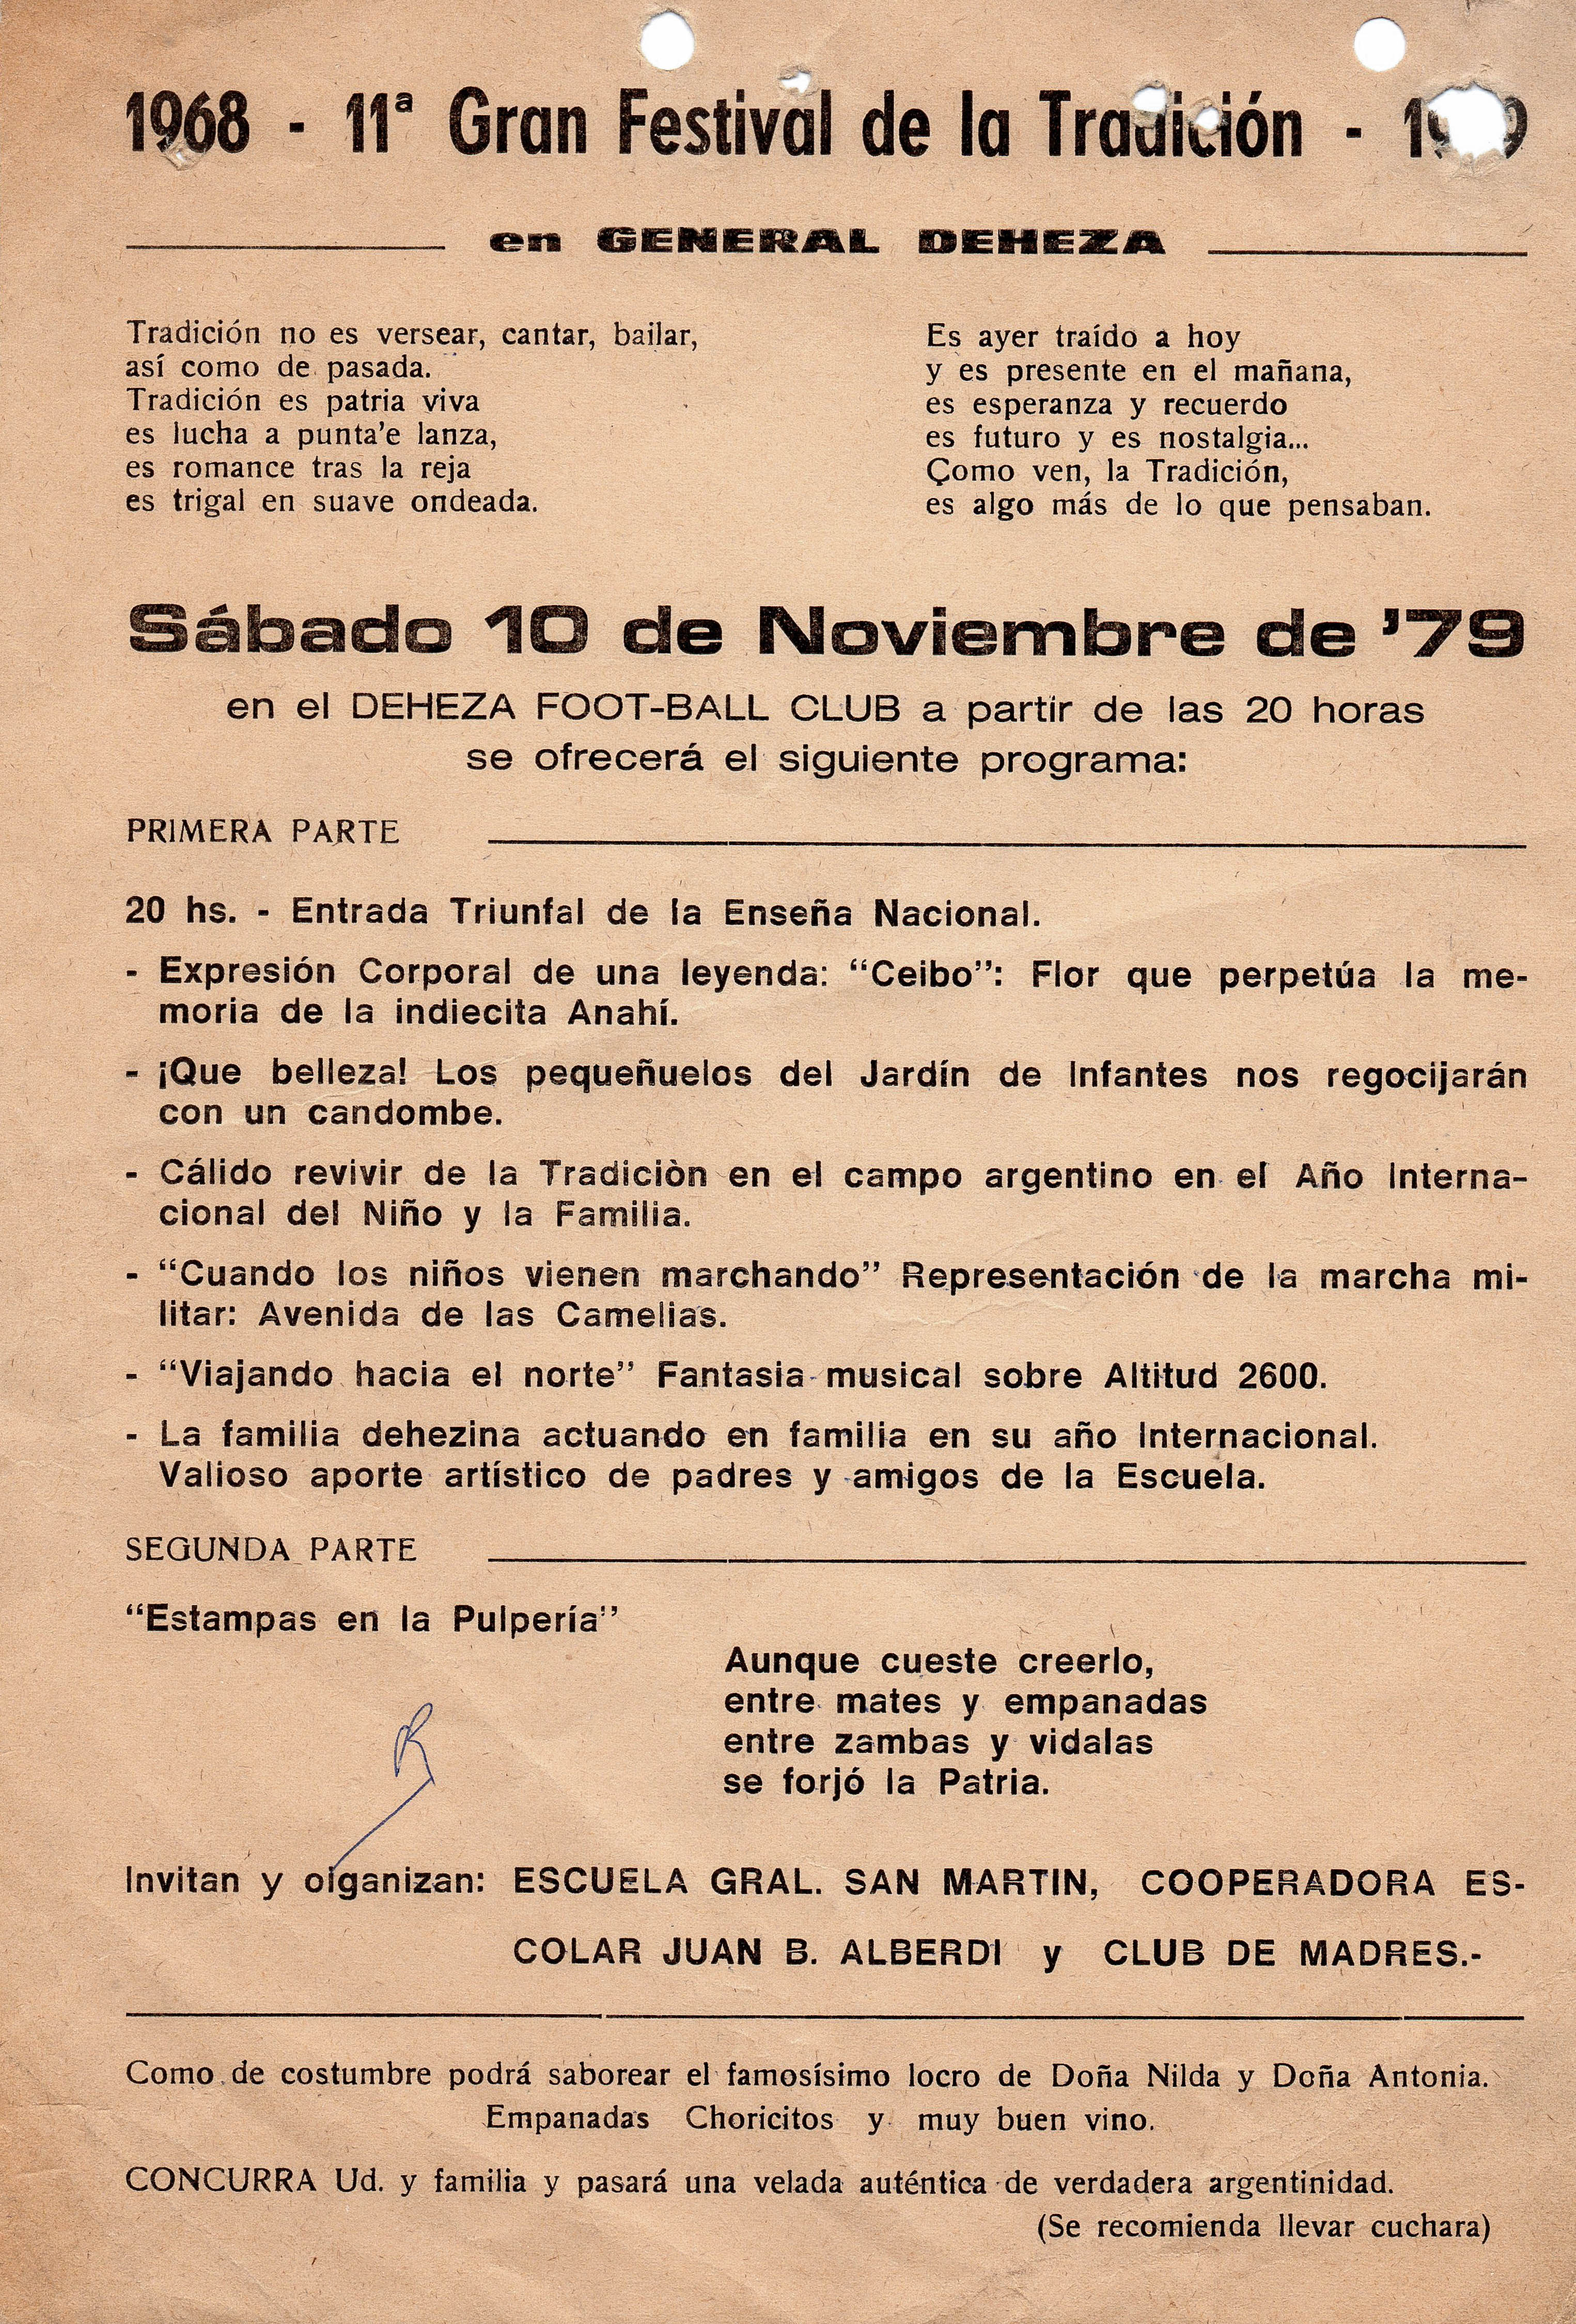 1968 - 11ª Gran Festival de la Tradición -
en GENERAL DEHEZA
Tradición no es versear, cantar, bailar,
así como de pasada.
Tradición es patria viva
es lucha a punta'e lanza,
es romance tras la reja
es trigal en suave ondeada.
Es ayer traído a hoy
y es presente en el mañana,
es esperanza y recuerdo
es futuro y es nostalgia...
Como ven, la Tradición,
es algo más de lo que pensaban.
Sábado 10 de Noviembre de '79
en el DEHEZA FOOT-BALL CLUB a partir de las 20 horas
se ofrecerá el siguiente programa:
PRIMERA PARTE
20 hs. - Entrada Triunfal de la Enseña Nacional.
- Expresión Corporal de una leyenda: “Ceibo”: Flor que perpetúa la me-
moria de la indiecita Anahí.
- ¡Que belleza! Los pequeñuelos del Jardín de Infantes nos regocijarán
con un candombe.
- Cálido revivir de la Tradiciòn en el campo argentino en el Año Interna-
cional del Niño y la Familia.
- “Cuando los niños vienen marchando” Representación de la marcha mi-
litar: Avenida de las Camelias.
- “Viajando hacia el norte” Fantasia musical sobre Altitud 2600.
- La familia dehezina actuando en familia en su año Internacional.
Valioso aporte artístico de padres y amigos de la Escuela.
SEGUNDA PARTE
“Estampas en la Pulpería”
Aunque cueste creerlo,
entre mates y empanadas
entre zambas y vidalas
se forjó la Patria.
Invitan y organizan: ESCUELA GRAL. SAN MARTIN, COOPERADORA ES-
COLAR JUAN B. ALBERDI y CLUB DE MADRES.-
Como de costumbre podrá saborear el famosísimo locro de Doña Nilda y Doña Antonia.
Empanadas Choricitos y muy buen vino.
CONCURRA Ud. y familia y pasará una velada auténtica de verdadera argentinidad.
(Se recomienda llevar cuchara)